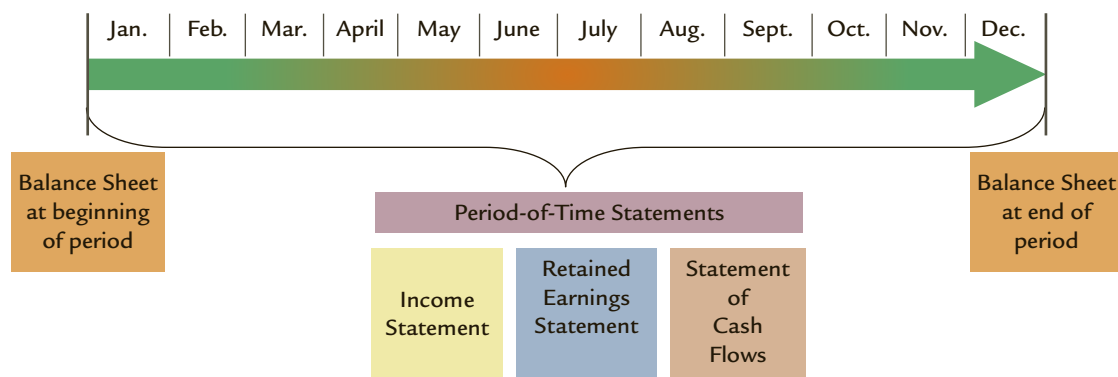 Jan. Feb. Mar. April May June July Aug. Sept. Oct. Nov. Dec.
Balance Sheet
at beginning
of period
Balance Sheet
at end of
period
Period-of-Time Statements
Income
Statement
Retained
Earnings
Statement
Statement
of
Cash
Flows